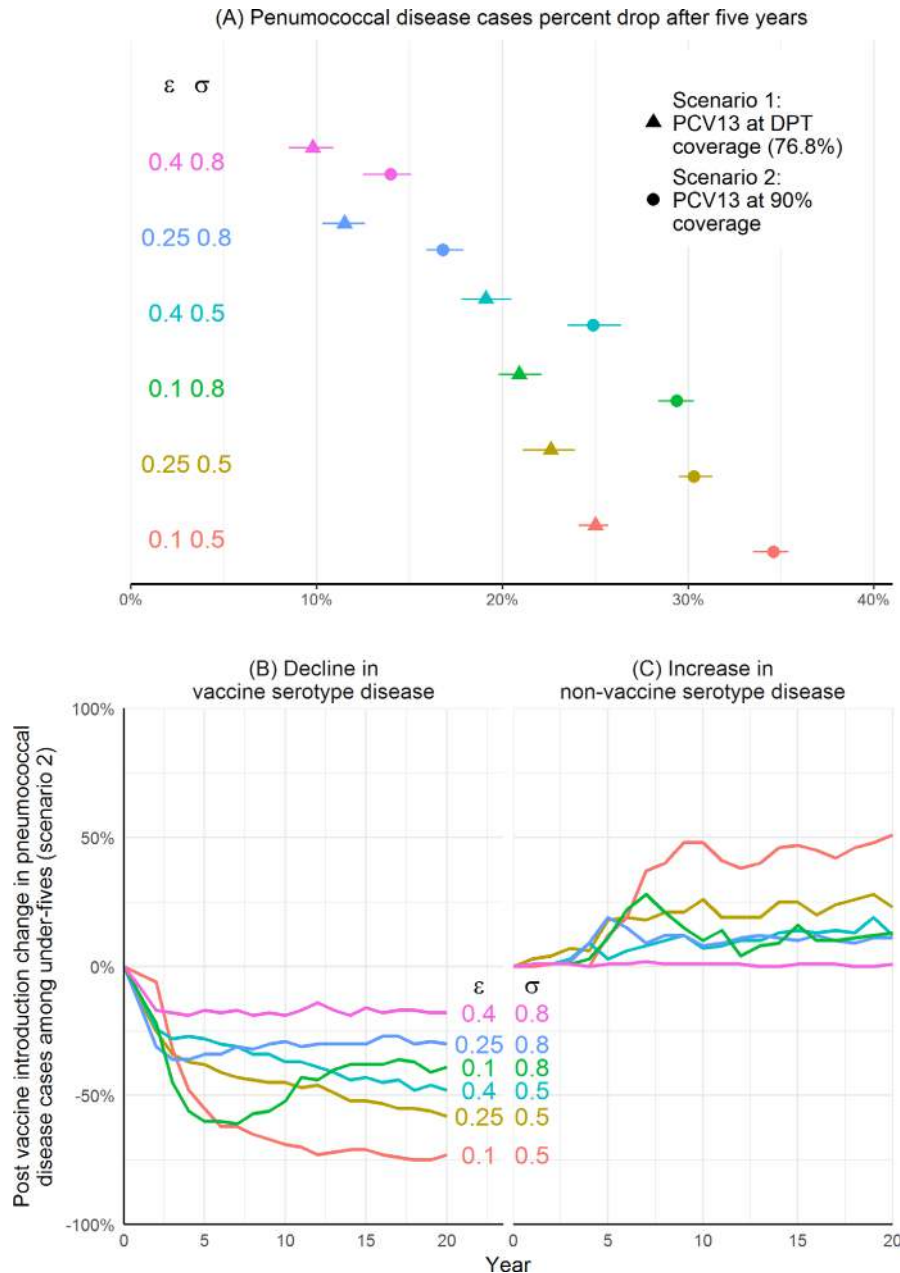 (A) Penumococcal disease cases percent drop after five years
ε σ
Scenario 1:
PCV13 at DPT
coverage (76.8%)
Scenario 2:
PCV13 at 90%
coverage
0.4 0.8
0.25 0.8
0.4 0.5
0.1 0.8
0.25 0.5
0.1 0.5
0% 10% 20% 30% 40%
(B) Decline in
vaccine serotype disease
(C) Increase in
non-vaccine serotype disease
Post vaccine introduction change in pneumococcal
disease cases among under-fives (scenario 2)
100%
50%
0%
-50%
-100%
ε σ
0.4 0.8
0.25 0.8
0.1 0.8
0.4 0.5
0.25 0.5
0.1 0.5
0 5 10 15 20 0 5 10 15 20
Year